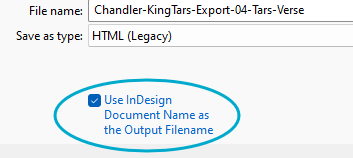 File name: Chandler-KingTars-Export-04-Tars-Verse
Save as type: HTML (Legacy)
Use InDesign
Document Name as
the Output Filename